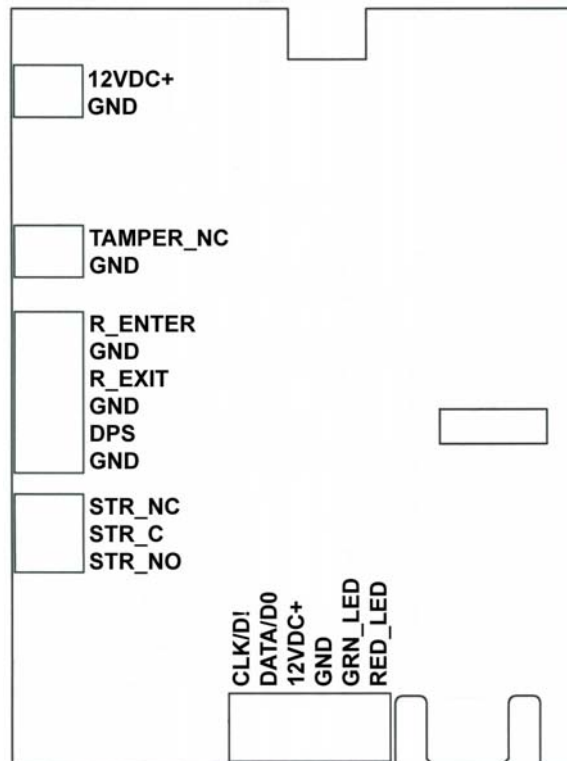 12VDC+
GND
TAMPER_NC
GND
R_ENTER
GND
R_EXIT
GND
DPS
GND
STR_NC
STR_C
STR_NO
CLK/D!
DATA/D0
12VDC+
GND
GRN_LED
RED_LED